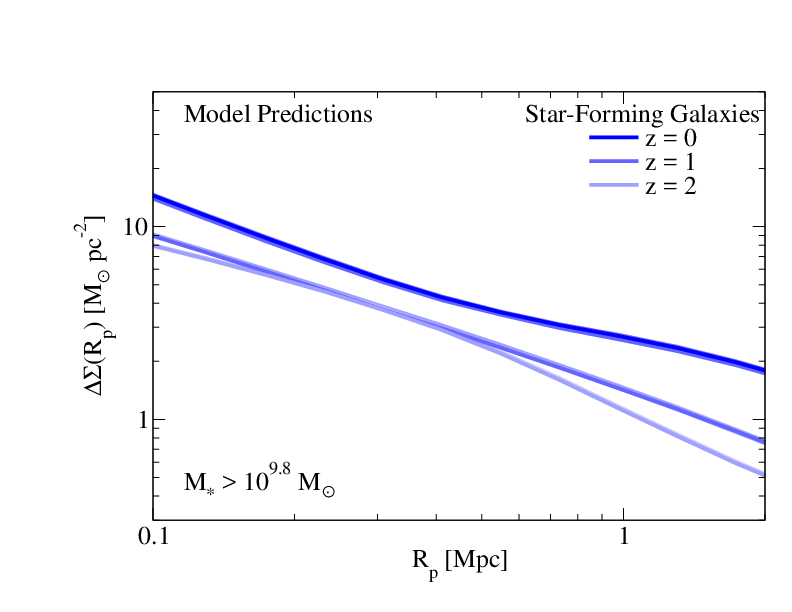 Model Predictions
Star-Forming Galaxies
z = 0
z = 1
z = 2
10
1
ΔΣ(R_p) [M_⊙ pc^-2]
M_* > 10^9.8 M_⊙
0.1
1
R_p [Mpc]